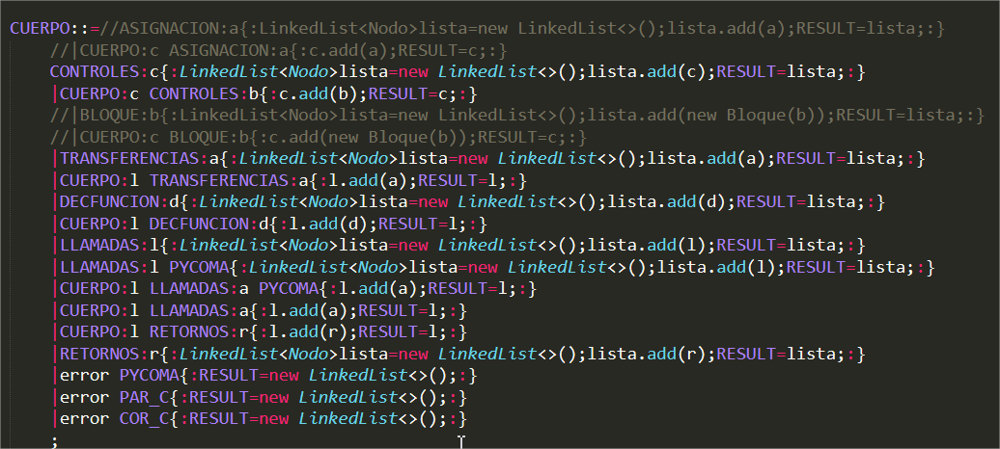 CUERPO::=//ASIGNACION:a{:LinkedList<Nodo>lista=new LinkedList<>();lista.add(a);RESULT=lista;:}
//|CUERPO:c ASIGNACION:a{:c.add(a);RESULT=c;:}
CONTROLES:c{:LinkedList<Nodo>lista=new LinkedList<>();lista.add(c);RESULT=lista;:}
|CUERPO:c CONTROLES:b{:c.add(b);RESULT=c;:}
//|BLOQUE:b{:LinkedList<Nodo>lista=new LinkedList<>();lista.add(new Bloque(b));RESULT=lista;:}
//|CUERPO:c BLOQUE:b{:c.add(new Bloque(b));RESULT=c;:}
|TRANSFERENCIAS:a{:LinkedList<Nodo>lista=new LinkedList<>();lista.add(a);RESULT=lista;:}
|CUERPO:l TRANSFERENCIAS:a{:l.add(a);RESULT=l;:}
|DECFUNCION:d{:LinkedList<Nodo>lista=new LinkedList<>();lista.add(d);RESULT=lista;:}
|CUERPO:l DECFUNCION:d{:l.add(d);RESULT=l;:}
|LLAMADAS:l{:LinkedList<Nodo>lista=new LinkedList<>();lista.add(l);RESULT=lista;:}
|LLAMADAS:l PYCOMA{:LinkedList<Nodo>lista=new LinkedList<>();lista.add(l);RESULT=lista;:}
|CUERPO:l LLAMADAS:a PYCOMA{:l.add(a);RESULT=l;:}
|CUERPO:l LLAMADAS:a{:l.add(a);RESULT=l;:}
|CUERPO:l RETORNOS:r{:l.add(r);RESULT=l;:}
|RETORNOS:r{:LinkedList<Nodo>lista=new LinkedList<>();lista.add(r);RESULT=lista;:}
|error PYCOMA{:RESULT=new LinkedList<>();:}
|error PAR_C{:RESULT=new LinkedList<>();:}
|error COR_C{:RESULT=new LinkedList<>();:}
;